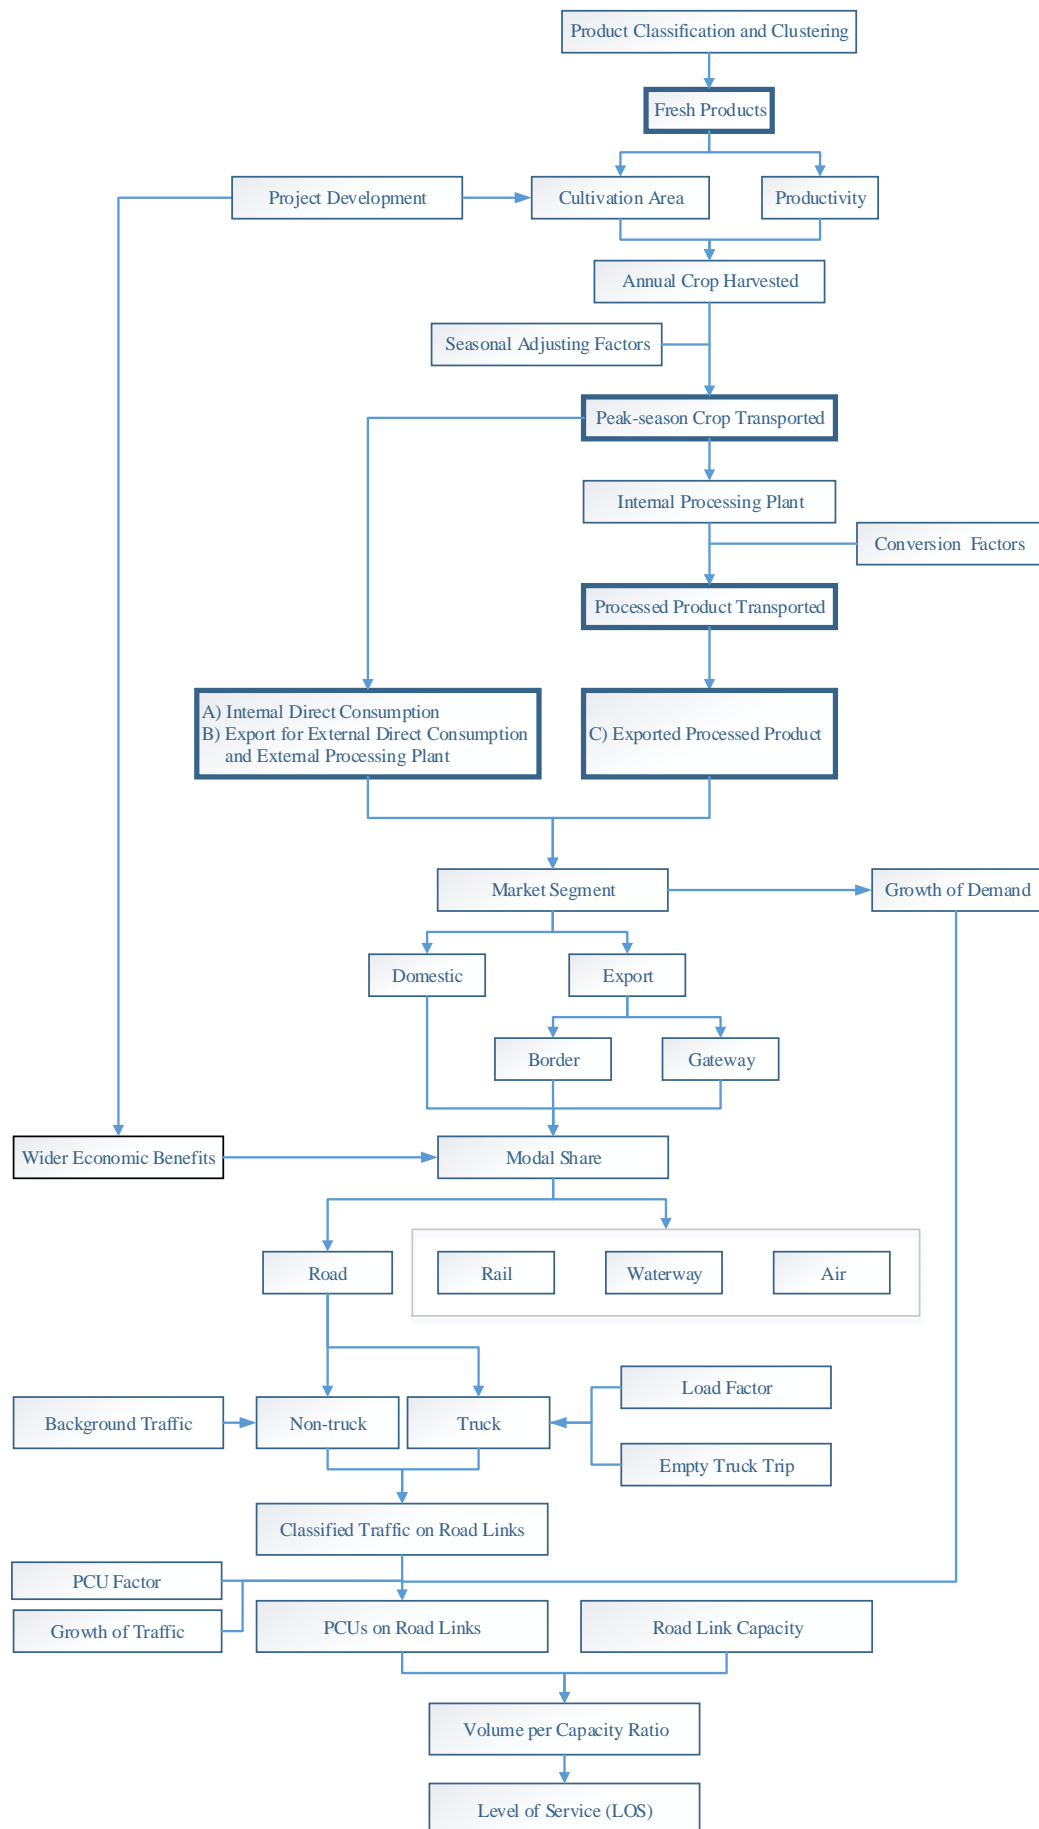 Product Classification and Clustering
Fresh Products
Project Development
Cultivation Area
Productivity
Annual Crop Harvested
Seasonal Adjusting Factors
Peak-season Crop Transported
Internal Processing Plant
Conversion Factors
Processed Product Transported
A) Internal Direct Consumption
B) Export for External Direct Consumption
and External Processing Plant
C) Exported Processed Product
Market Segment
Growth of Demand
Domestic
Export
Border
Gateway
Wider Economic Benefits
Modal Share
Road
Rail
Waterway
Air
Load Factor
Background Traffic
Non-truck
Truck
Empty Truck Trip
Classified Traffic on Road Links
PCU Factor
Growth of Traffic
PCUs on Road Links
Road Link Capacity
Volume per Capacity Ratio
Level of Service (LOS)